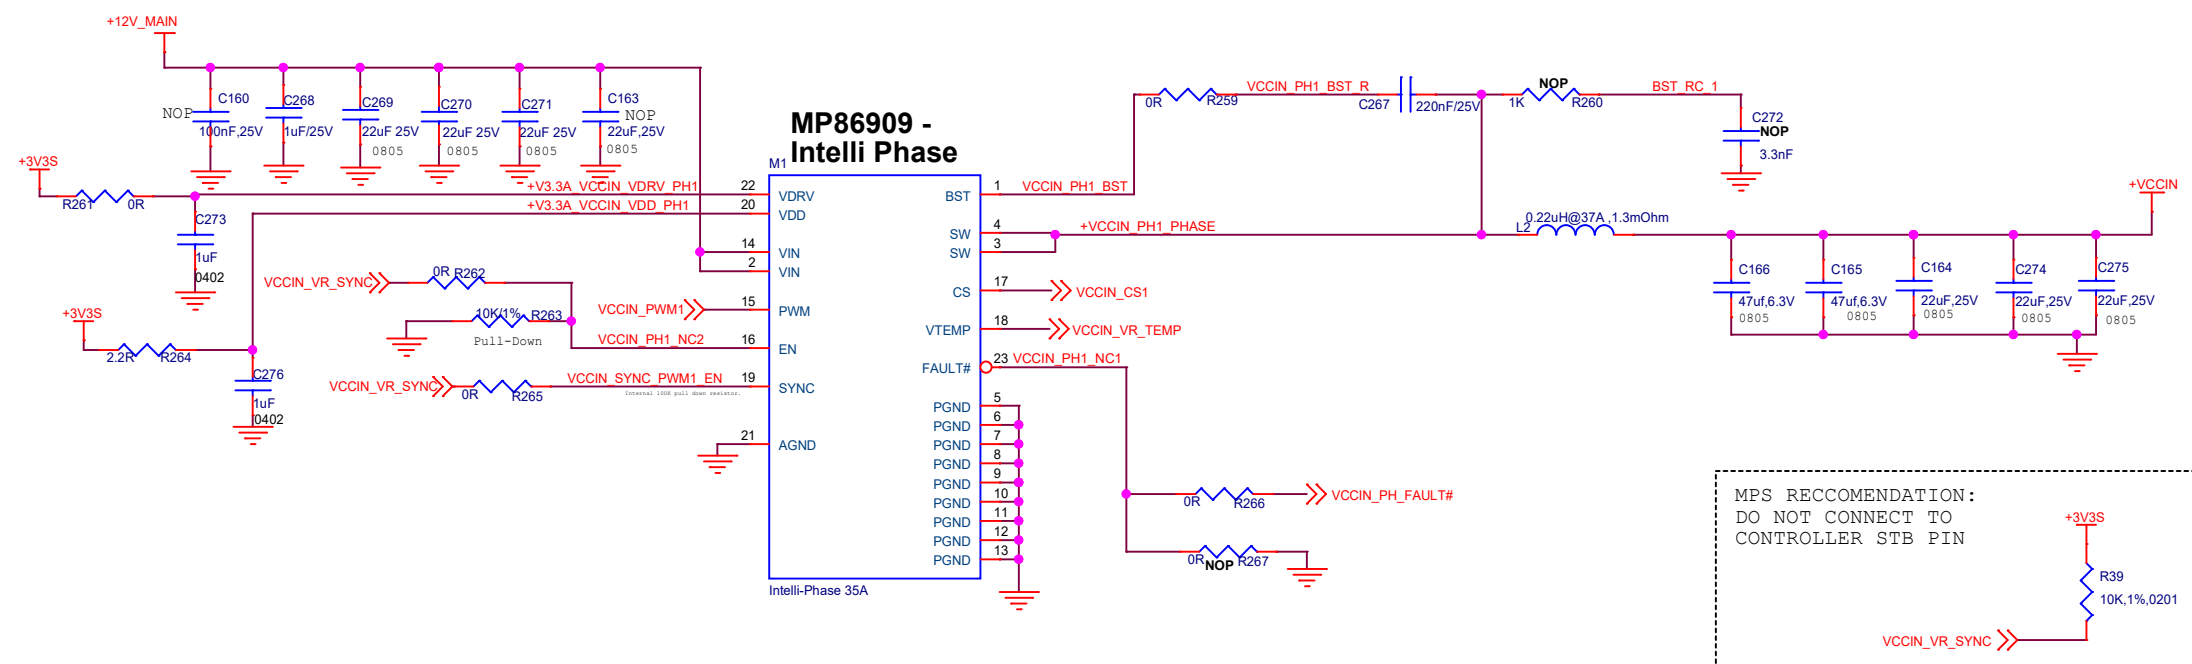 +12V_MAIN
C160
NOP
100nF,25V
C268
1uF/25V
C269
22uF 25V
0805
C270
22uF 25V
0805
C271
22uF 25V
0805
C163
NOP
22uF,25V
0805
MP86909 -
Intelli Phase
M1
+3V3S
R261
0R
C273
1uF
0402
+V3.3A_VCCIN_VDRV_PH1
22
VDRV
+V3.3A_VCCIN_VDD_PH1
20
VDD
14
VIN
2
VIN
VCCIN_VR_SYNC
0R
R262
VCCIN_PWM1
15
PWM
10K/1%
R263
Pull-Down
VCCIN_PH1_NC2
16
EN
+3V3S
2.2R
R264
C276
1uF
0402
VCCIN_VR_SYNC
0R
R265
VCCIN_SYNC_PWM1_EN
Internal 100K pull down resistor.
19
SYNC
21
AGND
Intelli-Phase 35A
BST
1
VCCIN_PH1_BST
0R
R259
VCCIN_PH1_BST_R
C267
220nF/25V
1K
NOP
R260
BST_RC_1
C272
NOP
3.3nF
SW
4
+VCCIN_PH1_PHASE
SW
3
L2
0.22uH@37A ,1.3mOhm
+VCCIN
C166
47uf,6.3V
0805
C165
47uf,6.3V
0805
C164
22uF,25V
0805
C274
22uF,25V
0805
C275
22uF,25V
0805
CS
17
VCCIN_CS1
VTEMP
18
VCCIN_VR_TEMP
FAULT#
23
VCCIN_PH1_NC1
PGND
5
PGND
6
PGND
7
PGND
8
PGND
9
PGND
10
PGND
11
PGND
12
PGND
13
0R
R266
VCCIN_PH_FAULT#
0R
NOP
R267
MPS RECCOMENDATION:
DO NOT CONNECT TO
CONTROLLER STB PIN
+3V3S
R39
10K,1%,0201
VCCIN_VR_SYNC